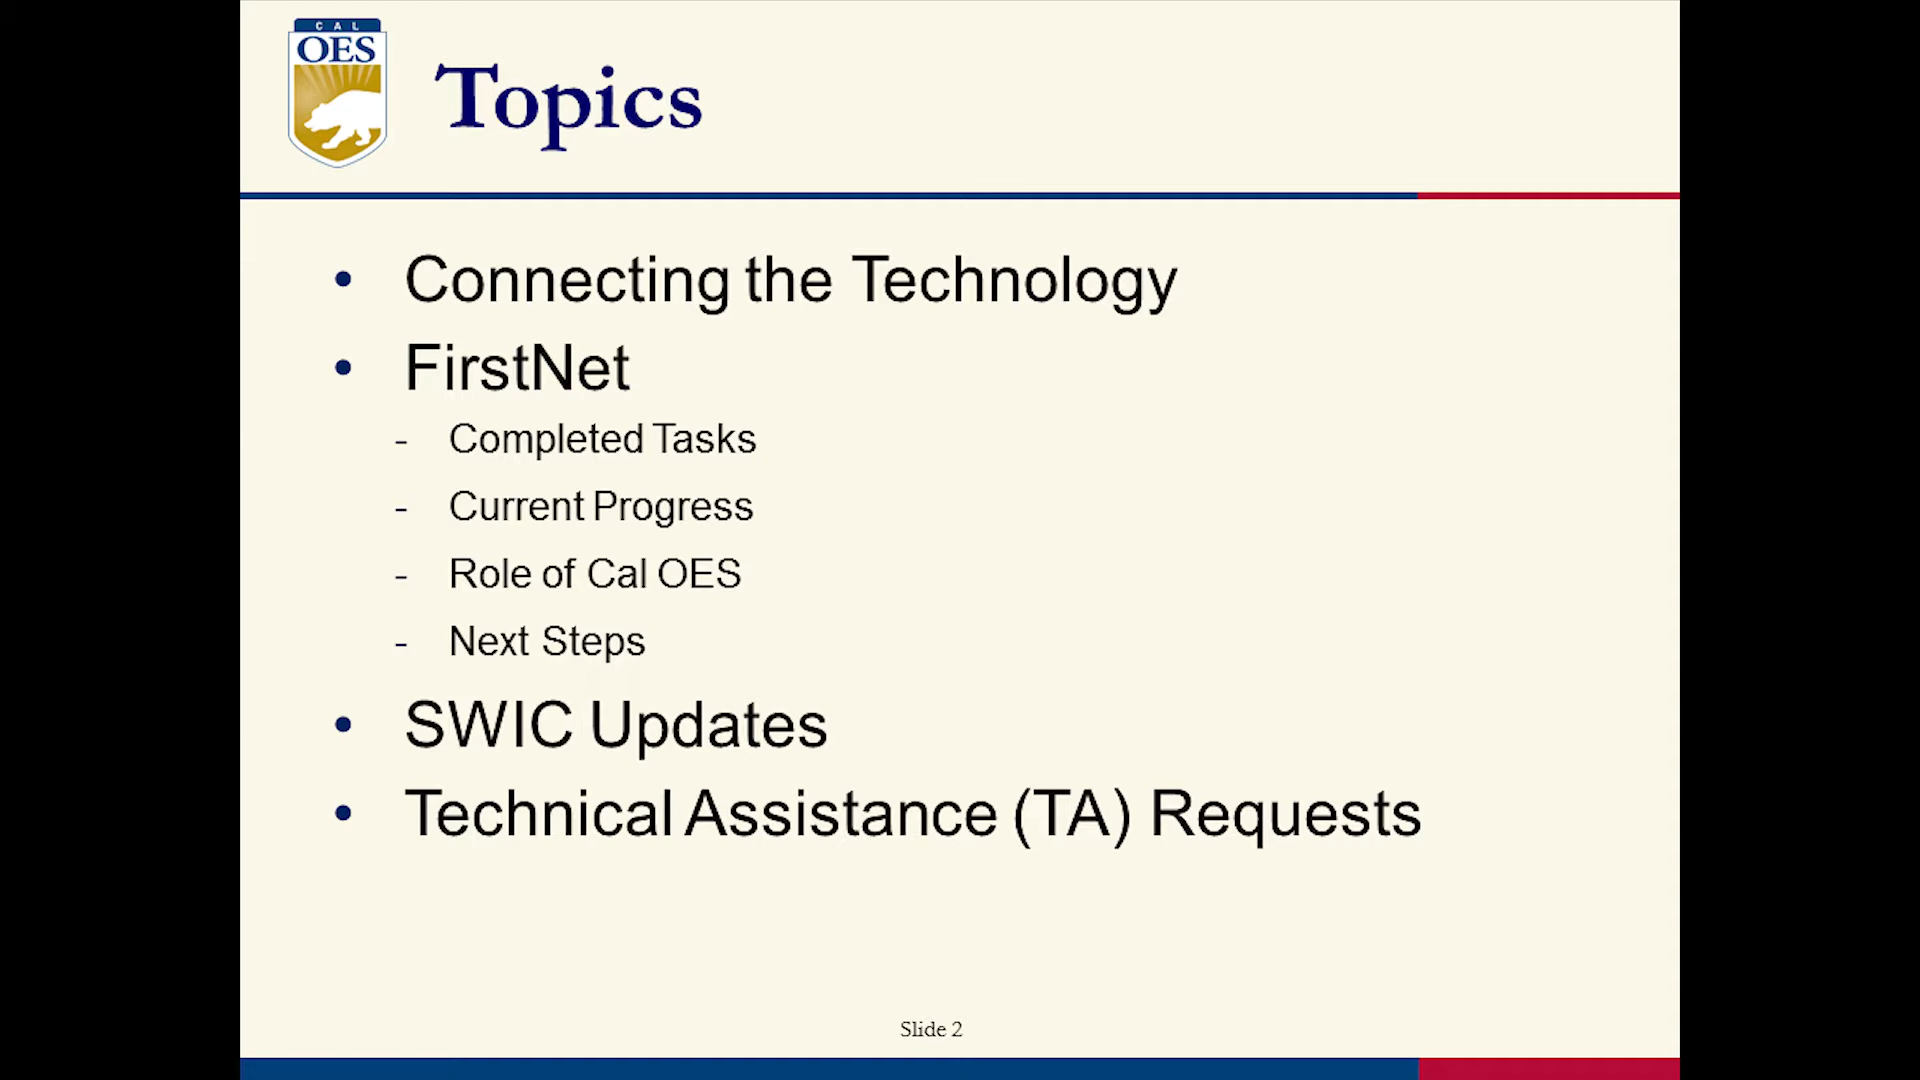 CAL
OES
Topics
• Connecting the Technology
• FirstNet
- Completed Tasks
- Current Progress
- Role of Cal OES
- Next Steps
• SWIC Updates
• Technical Assistance (TA) Requests
Slide 2